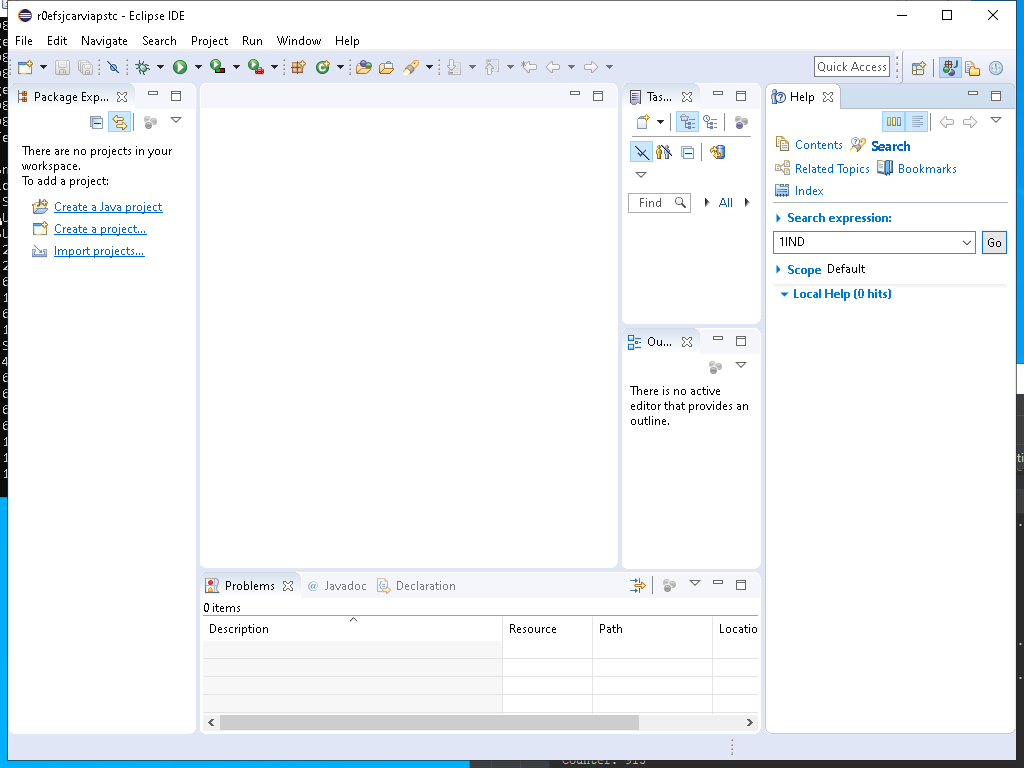 r0efsjcarviapstc - Eclipse IDE
File Edit Navigate Search Project Run Window Help
Quick Access
Package Exp...
There are no projects in your
workspace.
To add a project:
Create a Java project
Create a project...
Import projects...
Tas...
Find
All
Ou...
There is no active
editor that provides an
outline.
Help
Contents Search
Related Topics Bookmarks
Index
Search expression:
1IND Go
Scope Default
Local Help (0 hits)
Problems @ Javadoc Declaration
0 items
Description Resource Path Locatio